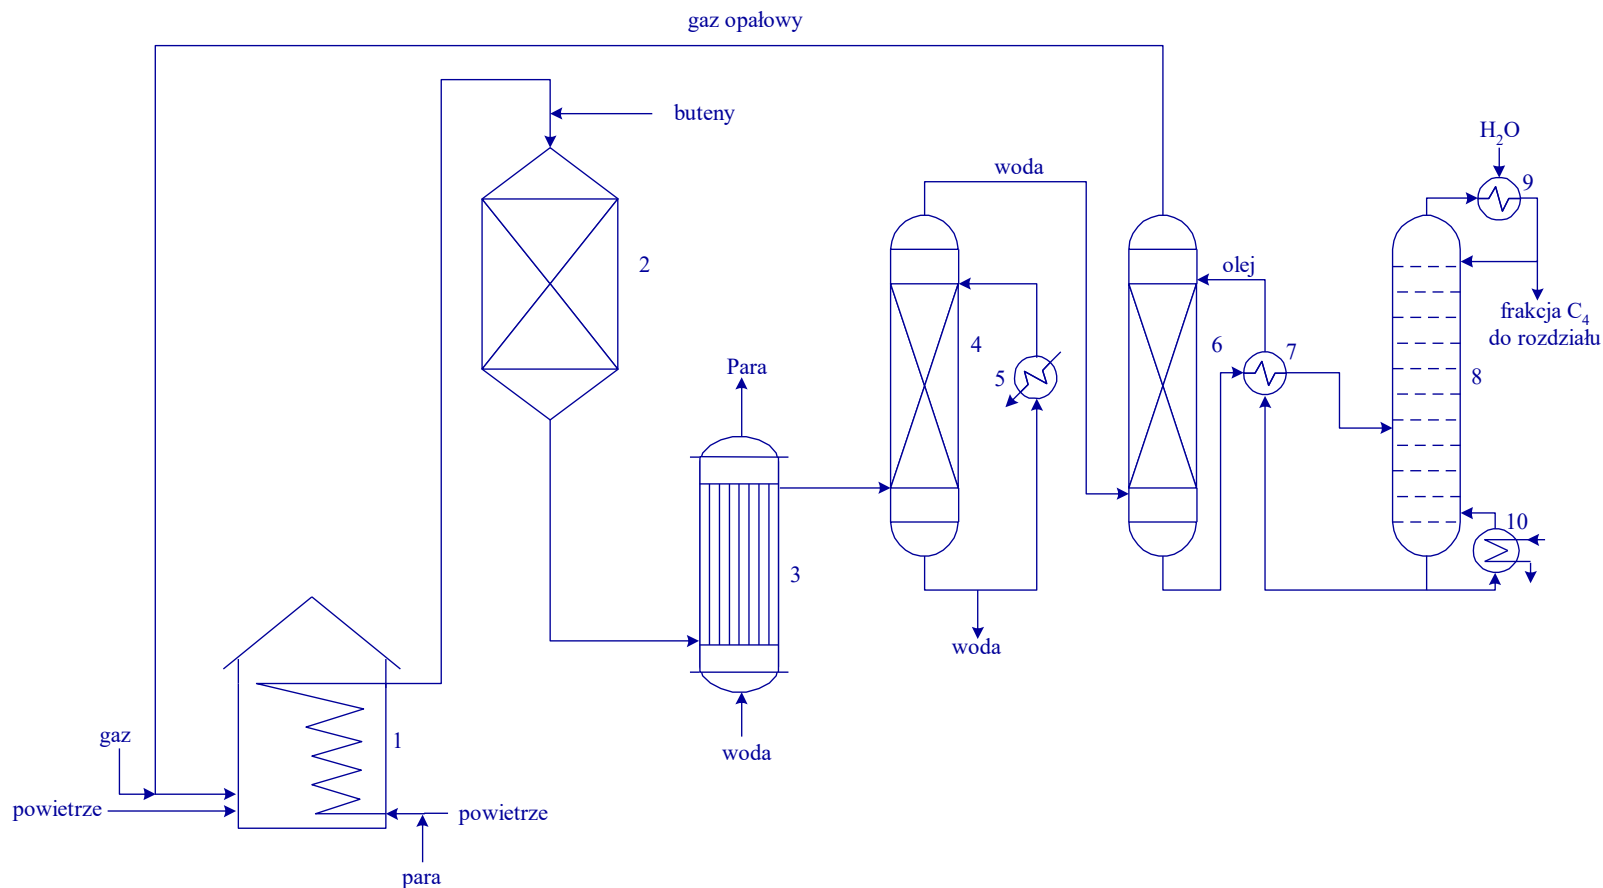 gaz opałowy
buteny
H2O
9
woda
2
olej
frakcja C4
do rozdziału
4
6
7
5
8
Para
10
3
woda
gaz
1
woda
powietrze
powietrze
para